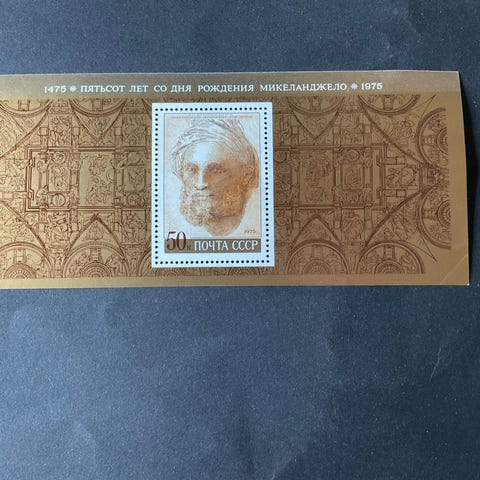 1475 * ПЯТЬСОТ ЛЕТ СО ДНЯ РОЖДЕНИЯ МИКЕЛАНДЖЕЛО * 1975
1975
50К ПОЧТА СССР